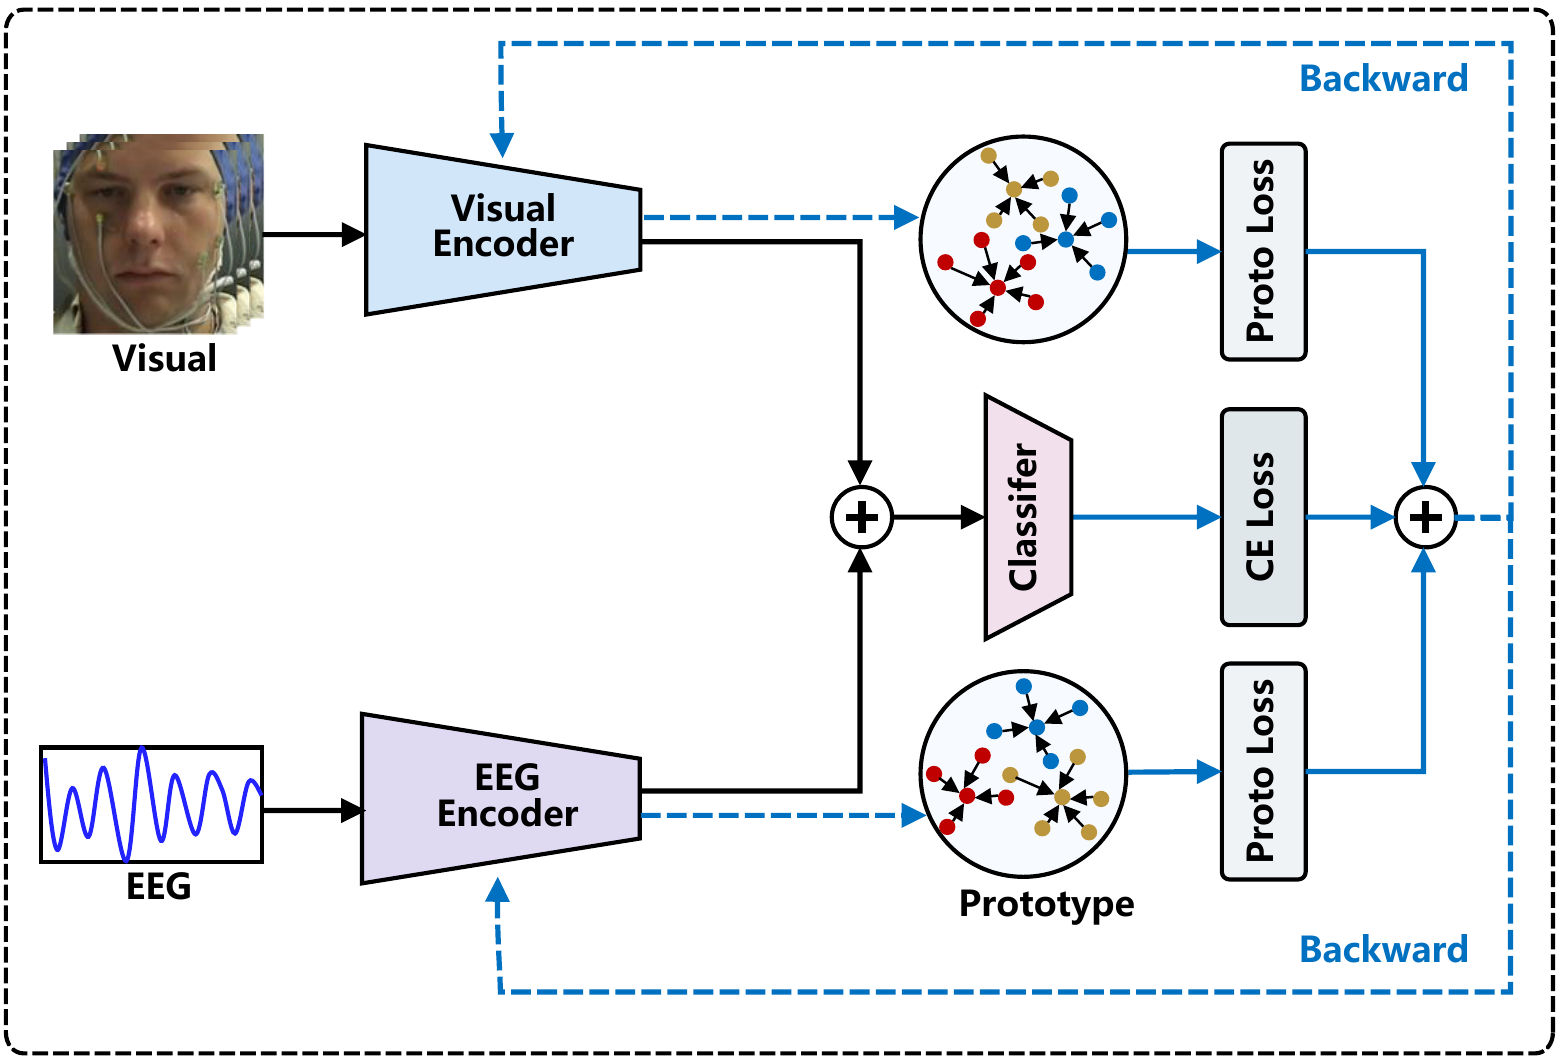 Backward
Visual
Encoder
Proto Loss
Visual
Classifer
CE Loss
EEG
Encoder
Proto Loss
EEG
Prototype
Backward